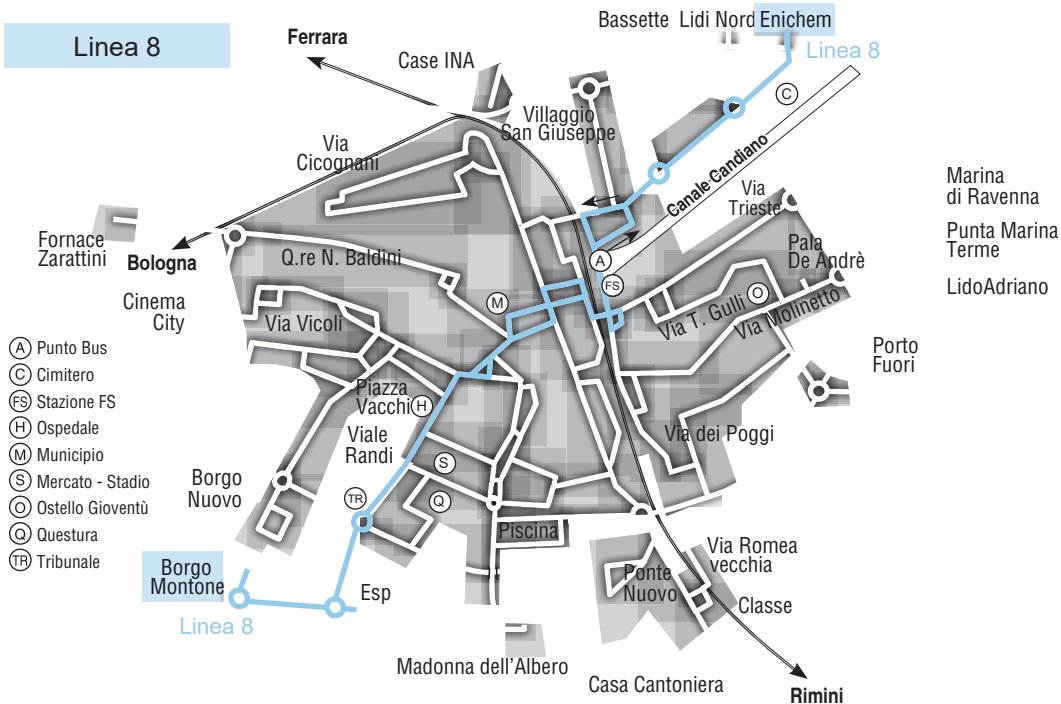 Linea 8
Ferrara
Case INA
Bassette Lidi Nord Enichem
Linea 8
C
Villaggio
San Giuseppe
Via
Cicognani
Canale Candiano
Via
Trieste
Marina
di Ravenna
Punta Marina
Terme
LidoAdriano
Fornace
Zarattini
Bologna
Q.re N. Baldini
Pala
De Andrè
A
FS
O
M
Cinema
City
Via Vicoli
Via T. Gulli
Via Molinetto
Porto
Fuori
A Punto Bus
C Cimitero
FS Stazione FS
H Ospedale
M Municipio
S Mercato - Stadio
O Ostello Gioventù
Q Questura
TR Tribunale
Piazza
Vacchi
H
Viale
Randi
Via dei Poggi
S
Borgo
Nuovo
TR
Q
Piscina
Via Romea
vecchia
Borgo
Montone
Esp
Ponte
Nuovo
Classe
Linea 8
Madonna dell'Albero
Casa Cantoniera
Rimini